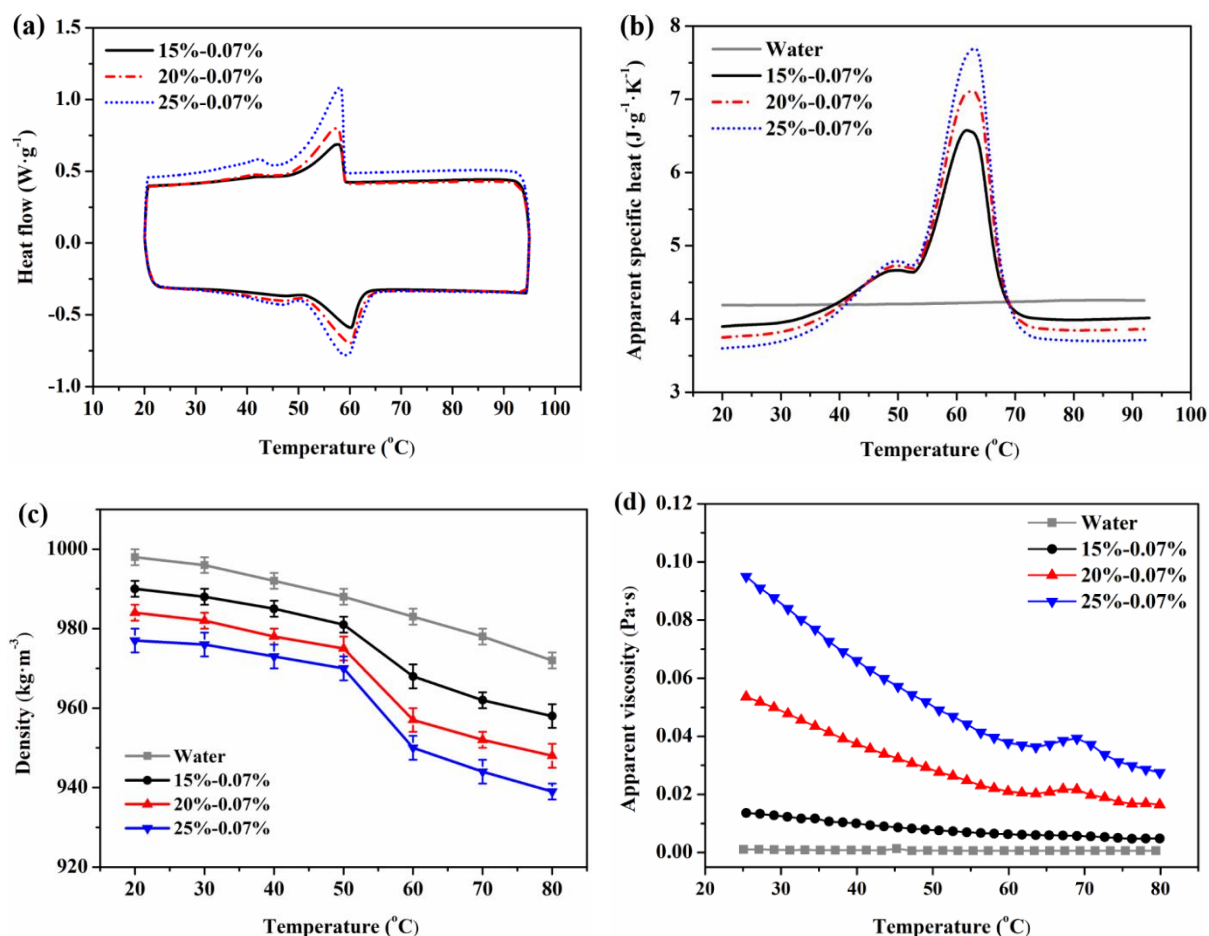 (a)
1.5
1.0
0.5
0.0
-0.5
-1.0
Heat flow (W·g⁻¹)
15%-0.07%
20%-0.07%
25%-0.07%
10 20 30 40 50 60 70 80 90 100
Temperature (°C)
(b)
8
7
6
5
4
3
Apparent specific heat (J·g⁻¹·K⁻¹)
Water
15%-0.07%
20%-0.07%
25%-0.07%
20 30 40 50 60 70 80 90 100
Temperature (°C)
(c)
1000
980
960
940
920
Density (kg·m⁻³)
Water
15%-0.07%
20%-0.07%
25%-0.07%
20 30 40 50 60 70 80
Temperature (°C)
(d)
0.12
0.10
0.08
0.06
0.04
0.02
0.00
Apparent viscosity (Pa·s)
Water
15%-0.07%
20%-0.07%
25%-0.07%
20 30 40 50 60 70 80
Temperature (°C)